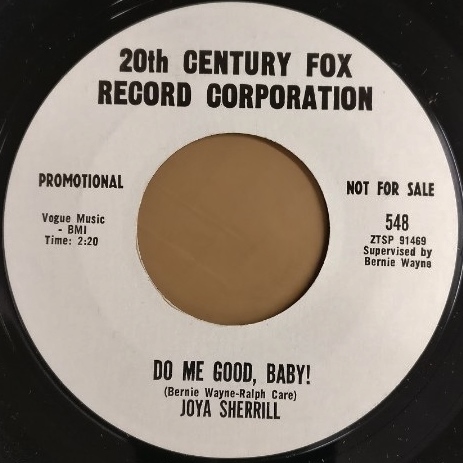 20th CENTURY FOX
RECORD CORPORATION
PROMOTIONAL
Vogue Music
- BMI
Time: 2:20
NOT FOR SALE
548
ZTSP 91469
Supervised by
Bernie Wayne
DO ME GOOD, BABY!
(Bernie Wayne-Ralph Care)
JOYA SHERRILL